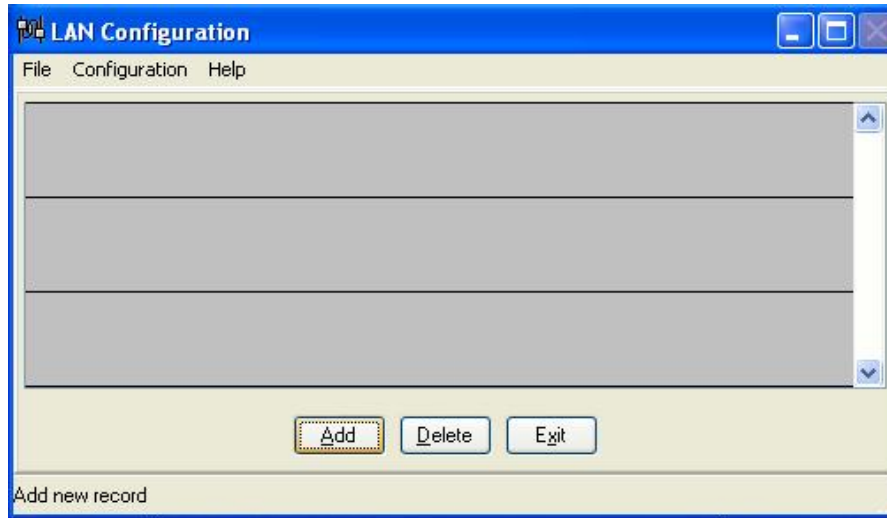 LAN Configuration
File Configuration Help
Add Delete Exit
Add new record